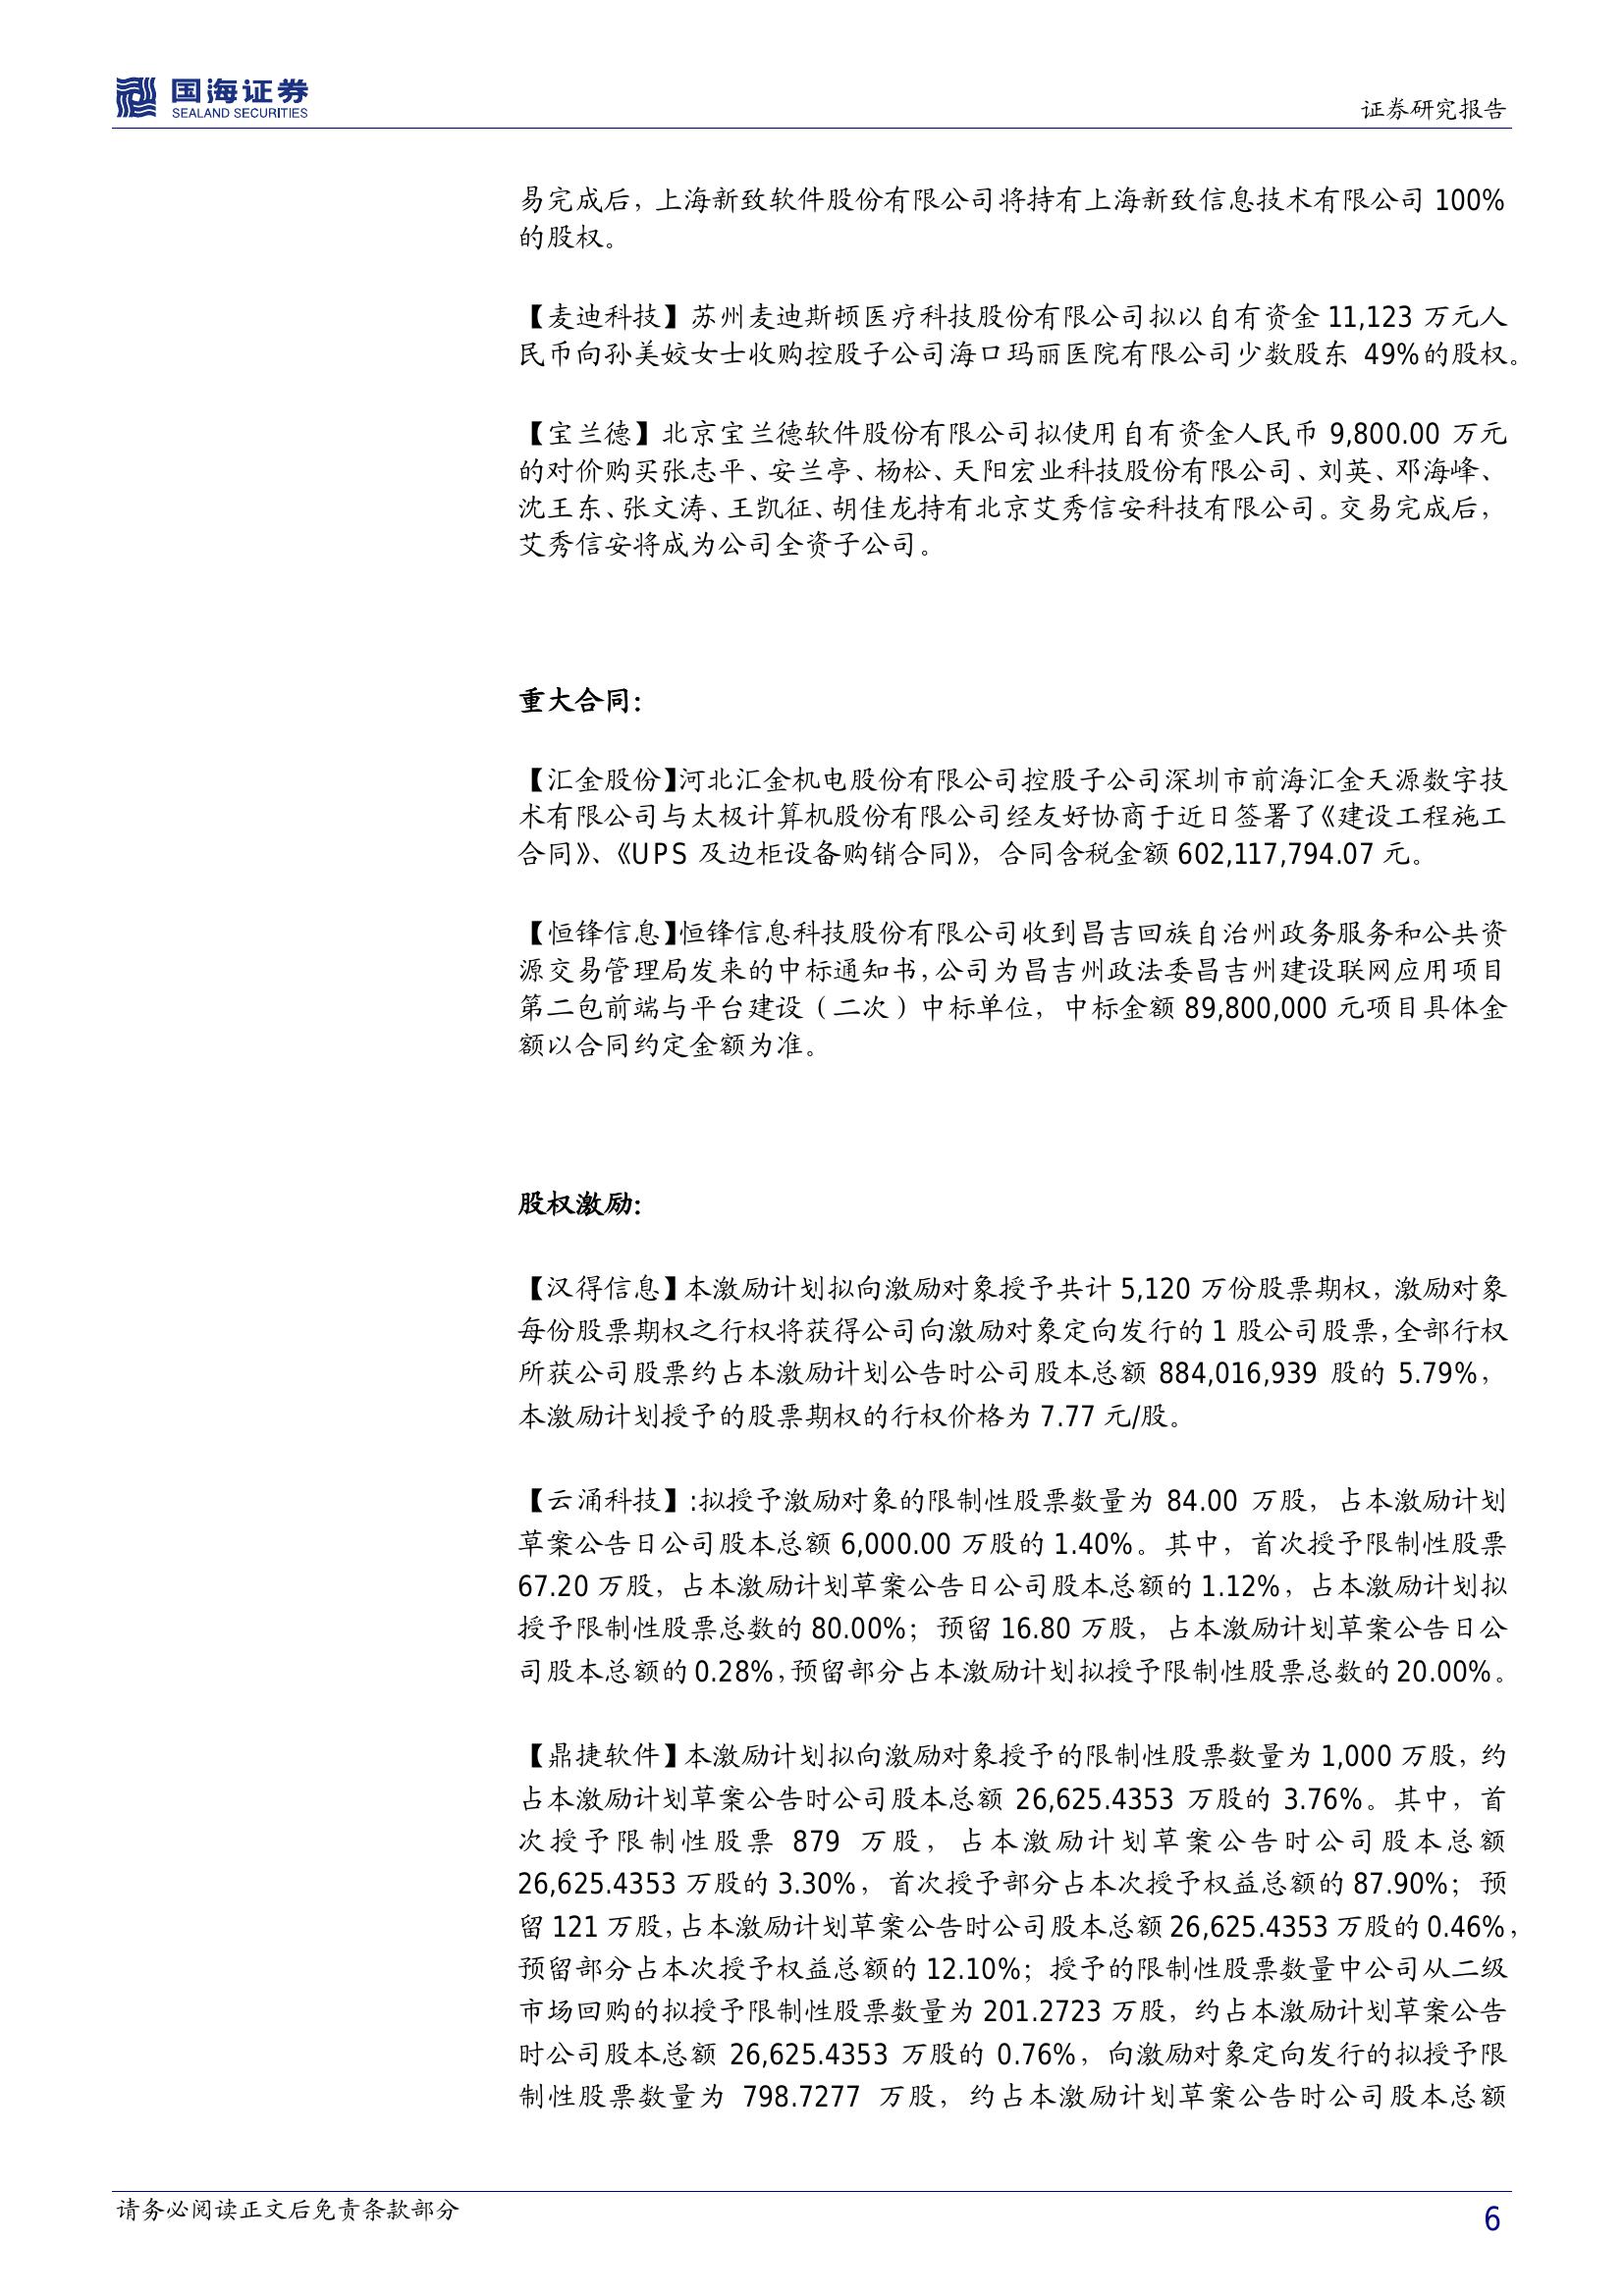 国海证券
SEALAND SECURITIES
证券研究报告
易完成后，上海新致软件股份有限公司将持有上海新致信息技术有限公司 100%
的股权。
【麦迪科技】苏州麦迪斯顿医疗科技股份有限公司拟以自有资金 11,123 万元人
民币向孙美姣女士收购控股子公司海口玛丽医院有限公司少数股东 49%的股权。
【宝兰德】北京宝兰德软件股份有限公司拟使用自有资金人民币 9,800.00 万元
的对价购买张志平、安兰亭、杨松、天阳宏业科技股份有限公司、刘英、邓海峰、
沈王东、张文涛、王凯征、胡佳龙持有北京艾秀信安科技有限公司。交易完成后，
艾秀信安将成为公司全资子公司。
重大合同：
【汇金股份】河北汇金机电股份有限公司控股子公司深圳市前海汇金天源数字技
术有限公司与太极计算机股份有限公司经友好协商于近日签署了《建设工程施工
合同》、《UPS 及边柜设备购销合同》，合同含税金额 602,117,794.07 元。
【恒锋信息】恒锋信息科技股份有限公司收到昌吉回族自治州政务服务和公共资
源交易管理局发来的中标通知书，公司为昌吉州政法委昌吉州建设联网应用项目
第二包前端与平台建设（二次）中标单位，中标金额 89,800,000 元项目具体金
额以合同约定金额为准。
股权激励：
【汉得信息】本激励计划拟向激励对象授予共计 5,120 万份股票期权，激励对象
每份股票期权之行权将获得公司向激励对象定向发行的 1 股公司股票，全部行权
所获公司股票约占本激励计划公告时公司股本总额 884,016,939 股的 5.79%，
本激励计划授予的股票期权的行权价格为 7.77 元/股。
【云涌科技】:拟授予激励对象的限制性股票数量为 84.00 万股，占本激励计划
草案公告日公司股本总额 6,000.00 万股的 1.40%。其中，首次授予限制性股票
67.20 万股，占本激励计划草案公告日公司股本总额的 1.12%，占本激励计划拟
授予限制性股票总数的 80.00%；预留 16.80 万股，占本激励计划草案公告日公
司股本总额的 0.28%，预留部分占本激励计划拟授予限制性股票总数的 20.00%。
【鼎捷软件】本激励计划拟向激励对象授予的限制性股票数量为 1,000 万股，约
占本激励计划草案公告时公司股本总额 26,625.4353 万股的 3.76%。其中，首
次授予限制性股票 879 万股，占本激励计划草案公告时公司股本总额
26,625.4353 万股的 3.30%，首次授予部分占本次授予权益总额的 87.90%；预
留 121 万股，占本激励计划草案公告时公司股本总额 26,625.4353 万股的 0.46%，
预留部分占本次授予权益总额的 12.10%；授予的限制性股票数量中公司从二级
市场回购的拟授予限制性股票数量为 201.2723 万股，约占本激励计划草案公告
时公司股本总额 26,625.4353 万股的 0.76%，向激励对象定向发行的拟授予限
制性股票数量为 798.7277 万股，约占本激励计划草案公告时公司股本总额
请务必阅读正文后免责条款部分
6